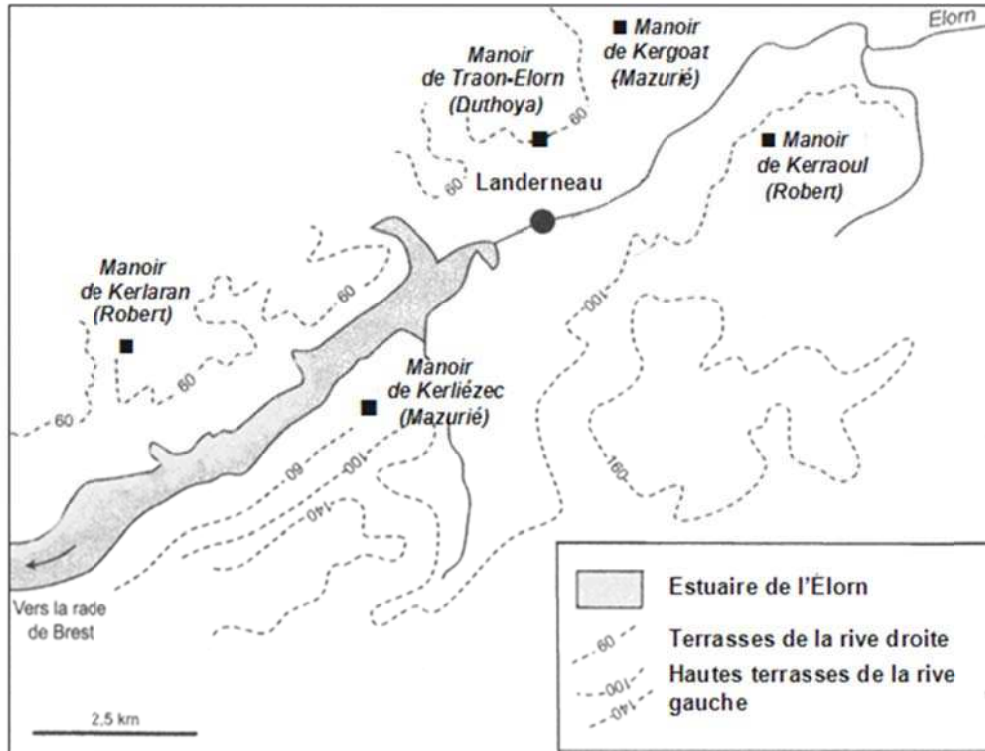 Elorn
Manoir
de Kergoat
(Mazurié)
Manoir
de Traon-Elorn
(Duthoya)
60
60
Manoir
de Kerraoul
(Robert)
Landerneau
Manoir
de Kerlaran
(Robert)
60
100
60
60
Manoir
de Kerliézec
(Mazurié)
60
100
140
160
Vers la rade
de Brest
2,5 km
Estuaire de l'Élorn
60
Terrasses de la rive droite
100
140
Hautes terrasses de la rive
gauche